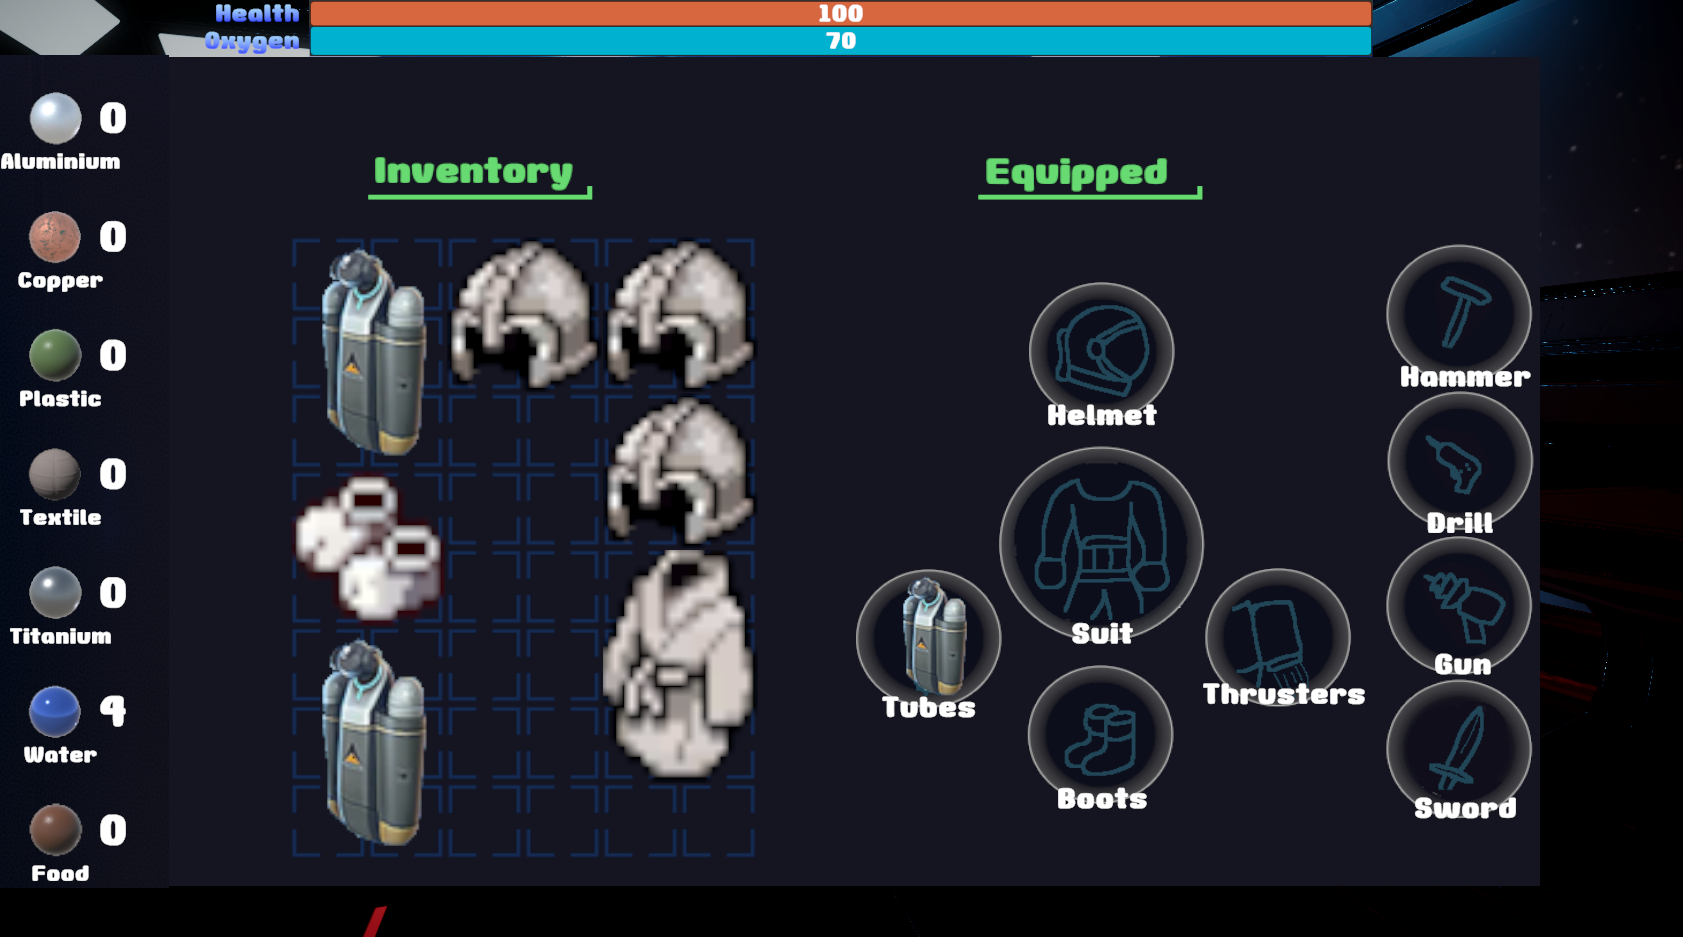 Health 100
Oxygen 70
0
Aluminium
0
Copper
0
Plastic
0
Textile
0
Titanium
4
Water
0
Food
Inventory
Equipped
Helmet
Suit
Tubes
Thrusters
Boots
Hammer
Drill
Gun
Sword